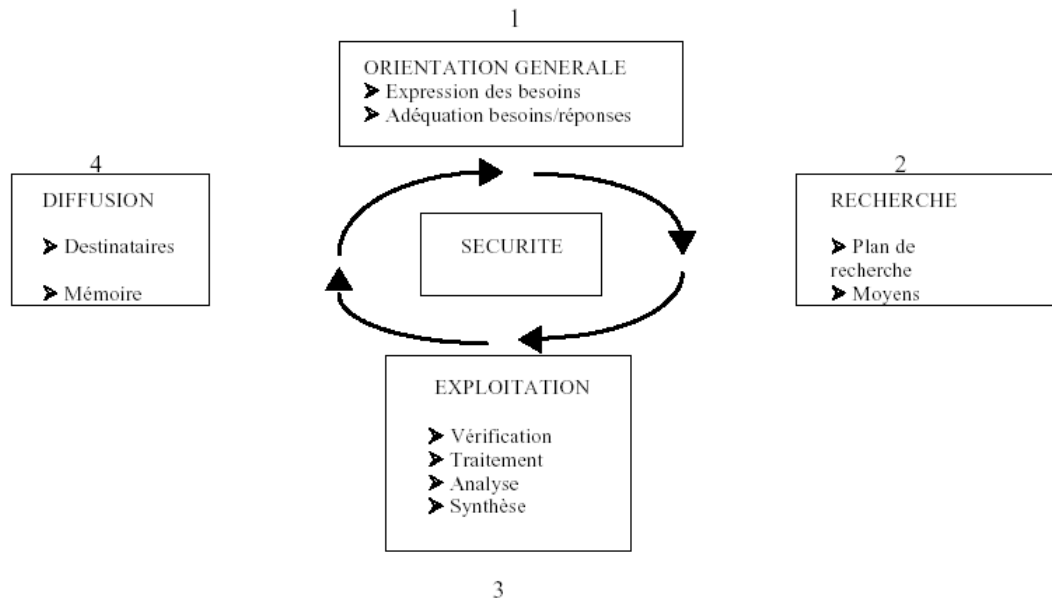 1
ORIENTATION GENERALE
➤ Expression des besoins
➤ Adéquation besoins/réponses
4
DIFFUSION
➤ Destinataires
➤ Mémoire
SECURITE
2
RECHERCHE
➤ Plan de
recherche
➤ Moyens
EXPLOITATION
➤ Vérification
➤ Traitement
➤ Analyse
➤ Synthèse
3